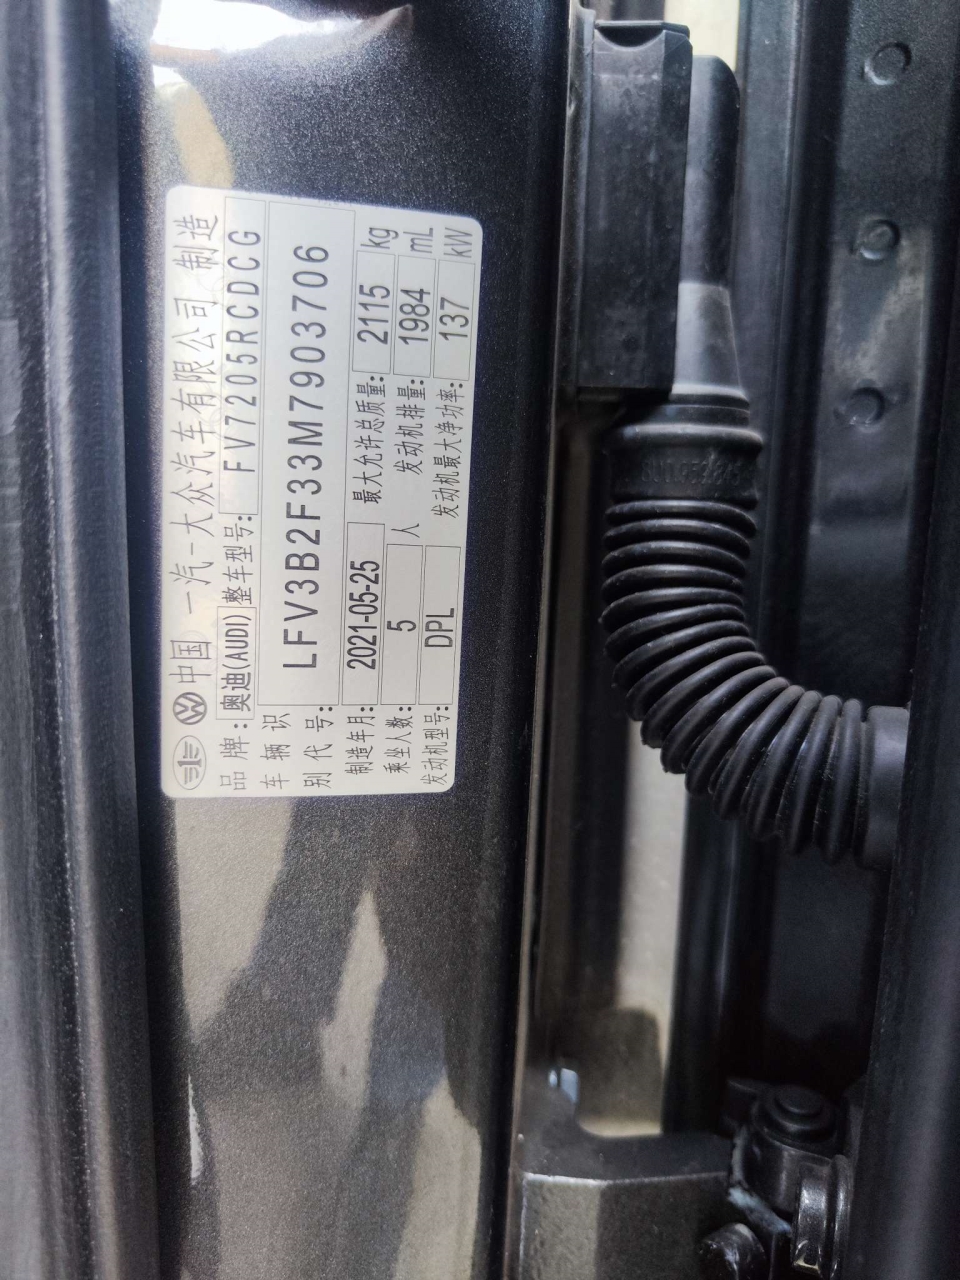 中国 一汽-大众汽车有限公司 制造
品牌: 奥迪(AUDI) 整车型号: FV7205RCDCG
车辆识别代号: LFV3B2F33M7903706
制造年月: 2021-05-25 最大允许总质量: 2115 kg
乘坐人数: 5 人 发动机排量: 1984 mL
发动机型号: DPL 发动机最大净功率: 137 kW